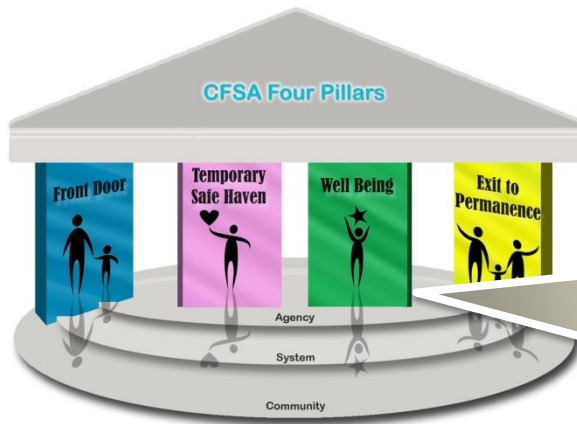 CFSA Four Pillars
Front Door
Temporary
Safe Haven
Well Being
Exit to
Permanence
Agency
System
Community